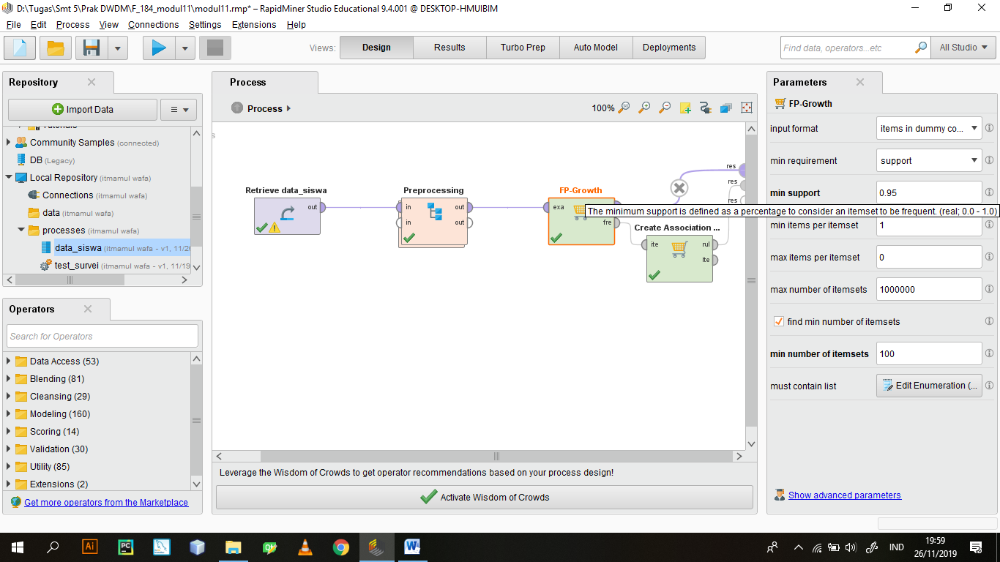 D:\Tugas\Smt 5\Prak DWDM\F_184_modul11\modul11.rmp* – RapidMiner Studio Educational 9.4.001 @ DESKTOP-HMUIBIM
File Edit Process View Connections Settings Extensions Help
Views: Design Results Turbo Prep Auto Model Deployments
Find data, operators...etc
All Studio
Repository
Import Data
Community Samples (connected)
DB (Legacy)
Local Repository (itmamul wafa)
Connections (itmamul wafa)
data (itmamul wafa)
processes (itmamul wafa)
data_siswa (itmamul wafa - v1, 11/2
test_survei (itmamul wafa - v1, 11/19
Operators
Search for Operators
Data Access (53)
Blending (81)
Cleansing (29)
Modeling (160)
Scoring (14)
Validation (30)
Utility (85)
Extensions (2)
Get more operators from the Marketplace
Process
Process
100%
Retrieve data_siswa
out
Preprocessing
in out
in out
FP-Growth
exa
fre
Create Association ...
ite rul
ite
res
res
res
Leverage the Wisdom of Crowds to get operator recommendations based on your process design!
Activate Wisdom of Crowds
Parameters
FP-Growth
input format items in dummy co...
min requirement support
min support 0.95
The minimum support is defined as a percentage to consider an itemset to be frequent. (real; 0.0 - 1.0)
min items per itemset 1
max items per itemset 0
max number of itemsets 1000000
find min number of itemsets
min number of itemsets 100
must contain list Edit Enumeration (...
Show advanced parameters
IND
19:59
26/11/2019